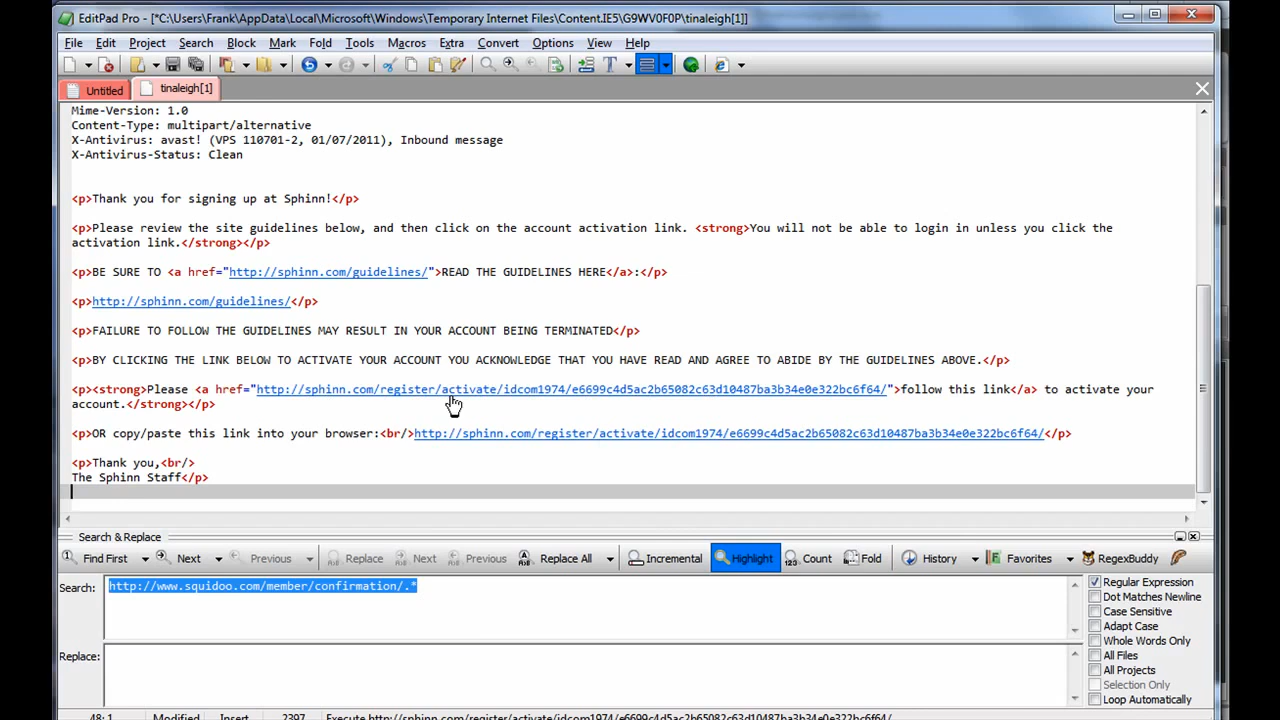 EditPad Pro - [*C:\Users\Frank\AppData\Local\Microsoft\Windows\Temporary Internet Files\Content.IE5\G9WV0F0P\tinaleigh[1]]
File Edit Project Search Block Mark Fold Tools Macros Extra Convert Options View Help
Untitled tinaleigh[1]
Mime-Version: 1.0
Content-Type: multipart/alternative
X-Antivirus: avast! (VPS 110701-2, 01/07/2011), Inbound message
X-Antivirus-Status: Clean
<p>Thank you for signing up at Sphinn!</p>
<p>Please review the site guidelines below, and then click on the account activation link. <strong>You will not be able to login in unless you click the
activation link.</strong></p>
<p>BE SURE TO <a href="http://sphinn.com/guidelines/">READ THE GUIDELINES HERE</a>:</p>
<p>http://sphinn.com/guidelines/</p>
<p>FAILURE TO FOLLOW THE GUIDELINES MAY RESULT IN YOUR ACCOUNT BEING TERMINATED</p>
<p>BY CLICKING THE LINK BELOW TO ACTIVATE YOUR ACCOUNT YOU ACKNOWLEDGE THAT YOU HAVE READ AND AGREE TO ABIDE BY THE GUIDELINES ABOVE.</p>
<p><strong>Please <a href="http://sphinn.com/register/activate/idcom1974/e6699c4d5ac2b65082c63d10487ba3b34e0e322bc6f64/">follow this link</a> to activate your
account.</strong></p>
<p>OR copy/paste this link into your browser:<br/>http://sphinn.com/register/activate/idcom1974/e6699c4d5ac2b65082c63d10487ba3b34e0e322bc6f64/</p>
<p>Thank you,<br/>
The Sphinn Staff</p>
Search & Replace
Find First Next Previous Replace Next Previous Replace All Incremental Highlight Count Fold History Favorites RegexBuddy
Search: http://www.squidoo.com/member/confirmation/.*
Replace:
Regular Expression
Dot Matches Newline
Case Sensitive
Adapt Case
Whole Words Only
All Files
All Projects
Selection Only
Loop Automatically
48: 1 Modified Insert 2397 Execute http://sphinn.com/register/activate/idcom1974/e6699c4d5ac2b65082c63d10487ba3b34e0e322bc6f64/